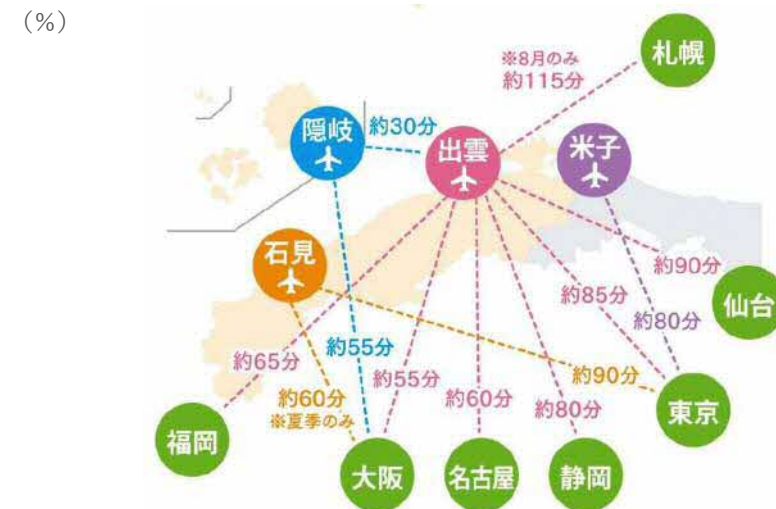 （%）
札幌
※8月のみ
約115分
隠岐
約30分
出雲
米子
石見
約90分
仙台
約85分
約80分
約65分
約55分
約55分
約90分
約60分
※夏季のみ
約60分
約80分
東京
福岡
大阪
名古屋
静岡